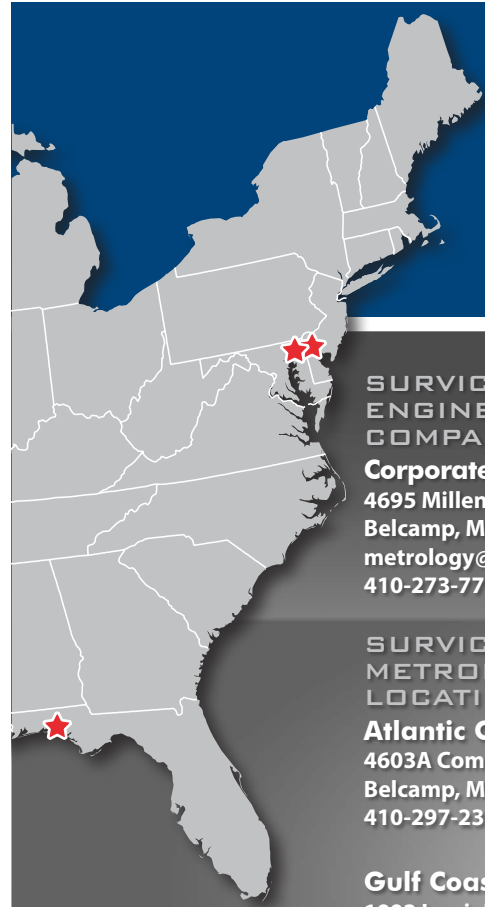 SURVIC
ENGINE
COMPA
Corporate
4695 Millen
Belcamp, M
metrology@
410-273-77
SURVIC
METROL
LOCATI
Atlantic C
4603A Com
Belcamp, M
410-297-23
Gulf Coas